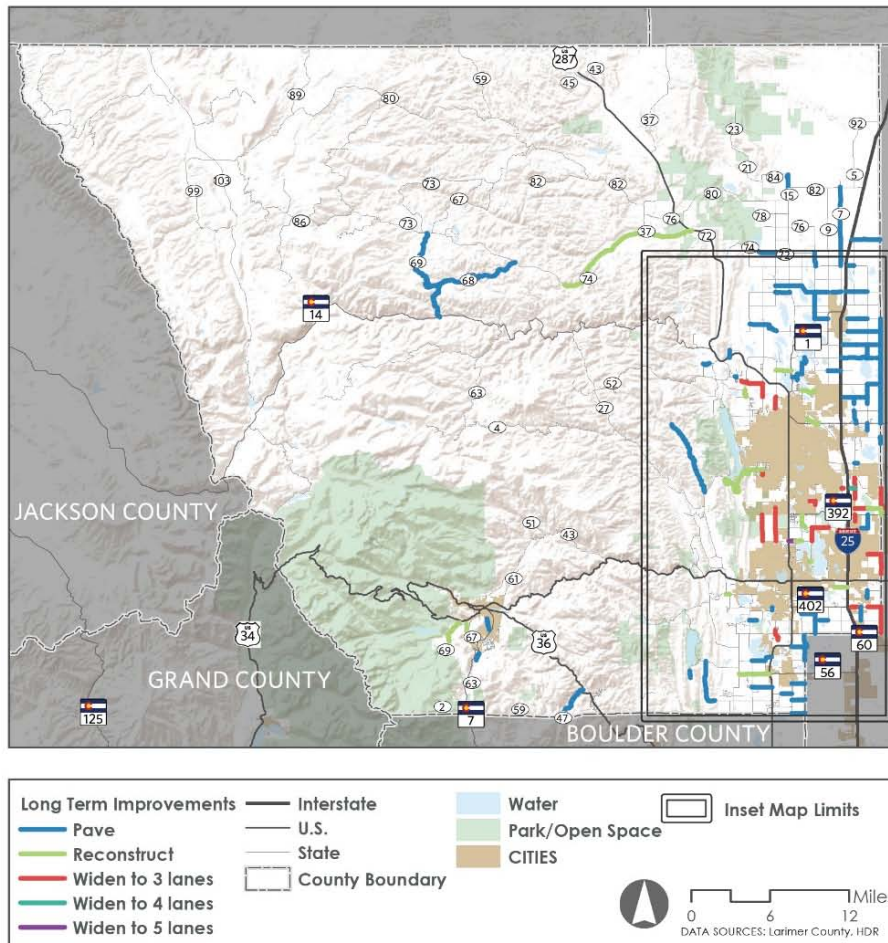 US
287
43
59
45
89
80
37
92
23
21
5
84
82
15
103
99
73
82
82
67
80
7
86
73
76
78
76
9
37
72
74
72
69
68
74
14
1
63
52
27
4
JACKSON COUNTY
392
51
43
INTERSTATE
25
61
402
US
34
67
US
36
60
69
56
GRAND COUNTY
63
125
2
7
59
47
BOULDER COUNTY
Long Term Improvements
Pave
Reconstruct
Widen to 3 lanes
Widen to 4 lanes
Widen to 5 lanes
Interstate
U.S.
State
County Boundary
Water
Park/Open Space
CITIES
Inset Map Limits
Mile
0 6 12
DATA SOURCES: Larimer County, HDR